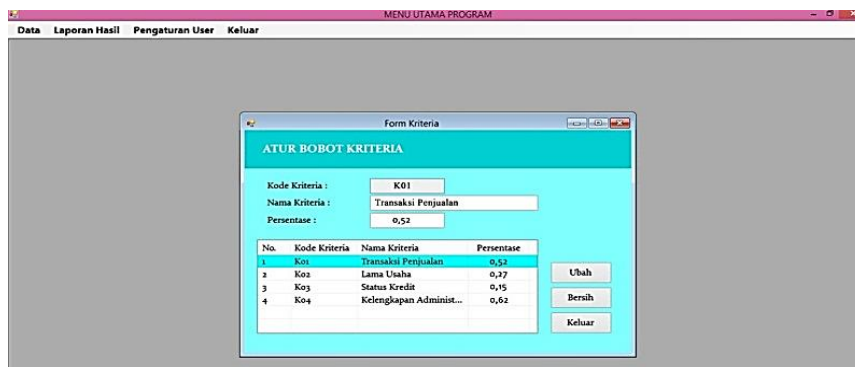 MENU UTAMA PROGRAM
Data Laporan Hasil Pengaturan User Keluar
Form Kriteria
ATUR BOBOT KRITERIA
Kode Kriteria : K01
Nama Kriteria : Transaksi Penjualan
Persentase : 0,52
No. Kode Kriteria Nama Kriteria Persentase
1 K01 Transaksi Penjualan 0,52
2 K02 Lama Usaha 0,27
3 K03 Status Kredit 0,15
4 K04 Kelengkapan Administ... 0,62
Ubah
Bersih
Keluar